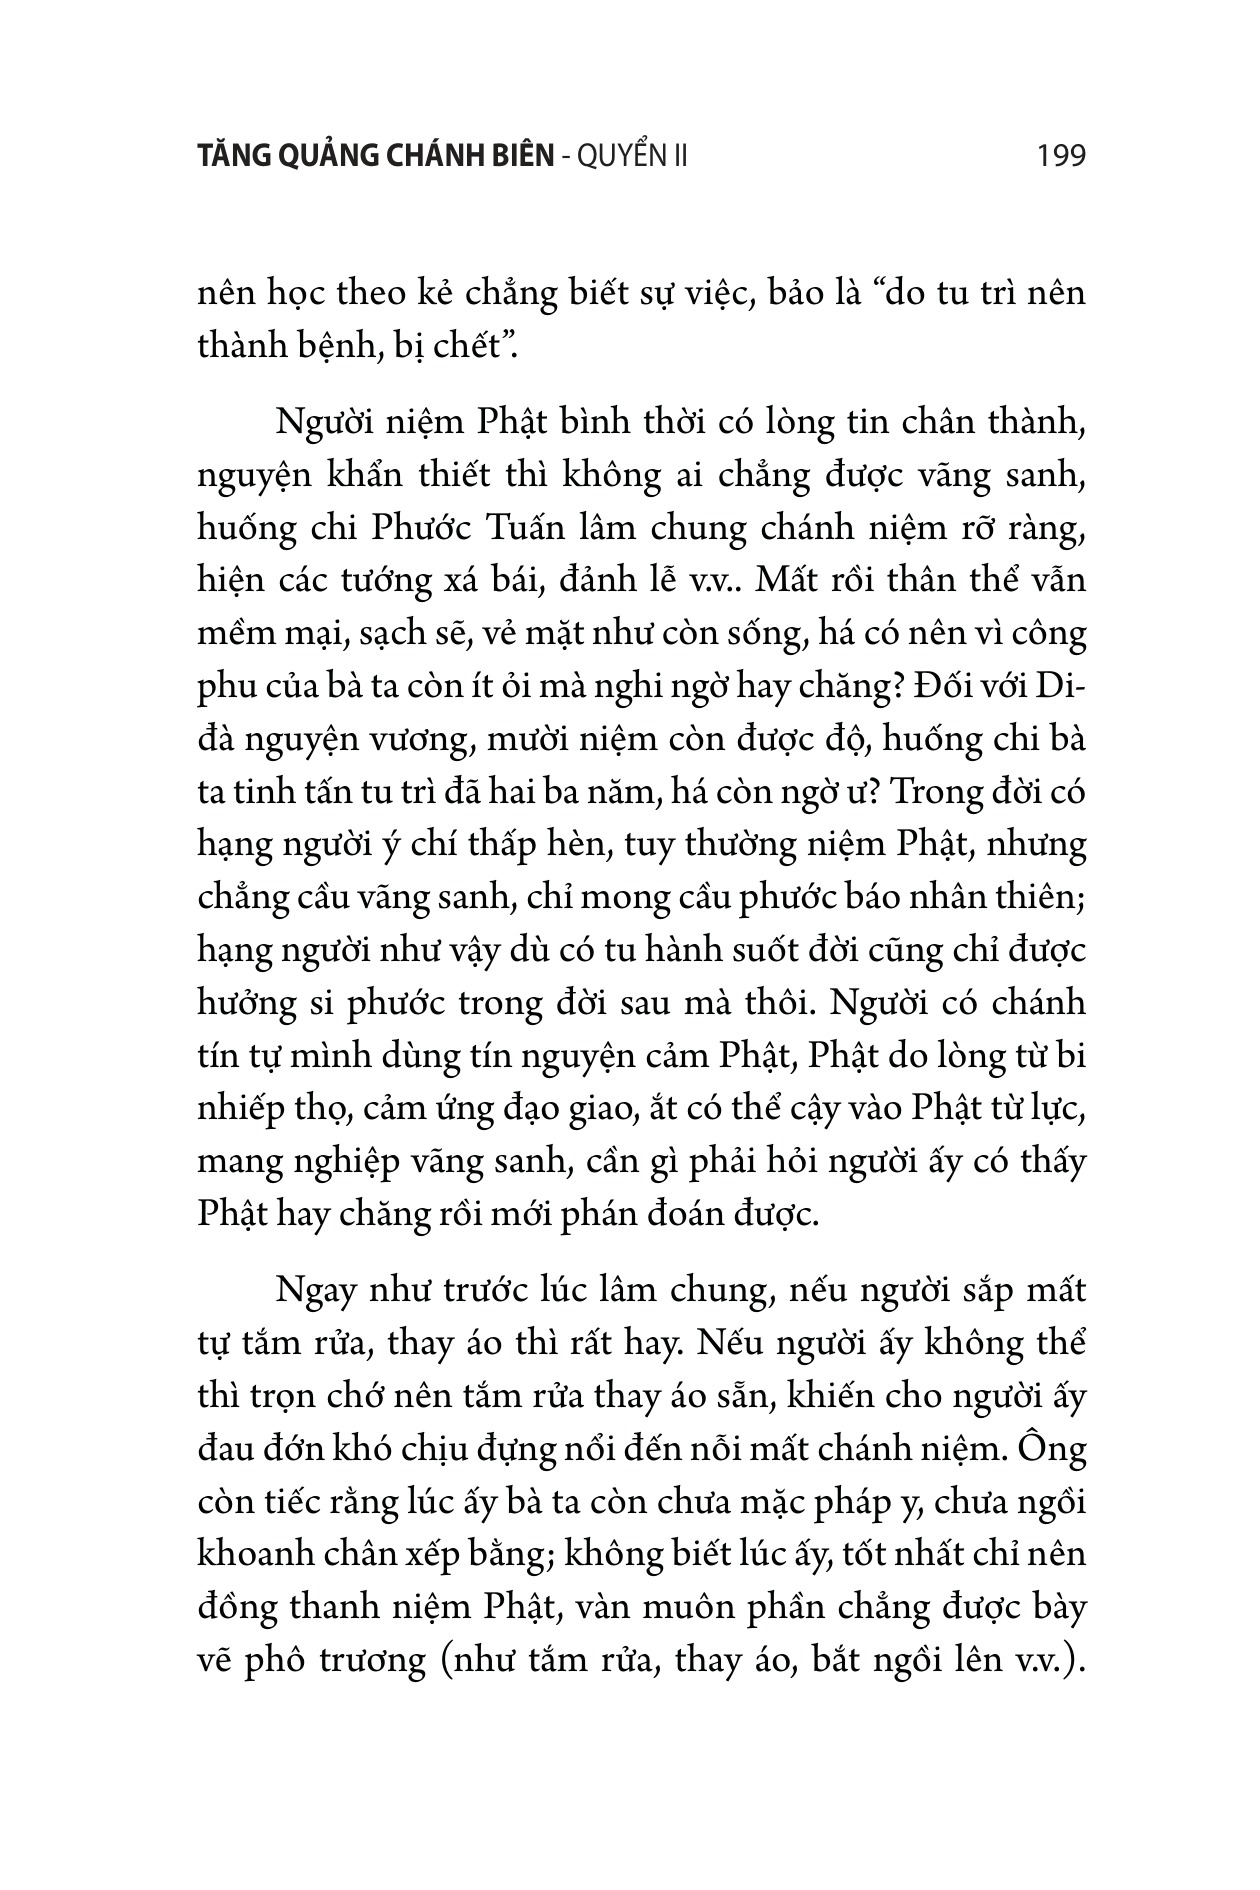 TĂNG QUẢNG CHÁNH BIÊN - QUYỂN II 199
nên học theo kẻ chẳng biết sự việc, bảo là “do tu trì nên
thành bệnh, bị chết”.
Người niệm Phật bình thời có lòng tin chân thành,
nguyện khẩn thiết thì không ai chẳng được vãng sanh,
huống chi Phước Tuấn lâm chung chánh niệm rỡ ràng,
hiện các tướng xá bái, đảnh lễ v.v.. Mất rồi thân thể vẫn
mềm mại, sạch sẽ, vẻ mặt như còn sống, há có nên vì công
phu của bà ta còn ít ỏi mà nghi ngờ hay chăng? Đối với Di-
đà nguyện vương, mười niệm còn được độ, huống chi bà
ta tinh tấn tu trì đã hai ba năm, há còn ngờ ư? Trong đời có
hạng người ý chí thấp hèn, tuy thường niệm Phật, nhưng
chẳng cầu vãng sanh, chỉ mong cầu phước báo nhân thiên;
hạng người như vậy dù có tu hành suốt đời cũng chỉ được
hưởng si phước trong đời sau mà thôi. Người có chánh
tín tự mình dùng tín nguyện cảm Phật, Phật do lòng từ bi
nhiếp thọ, cảm ứng đạo giao, ắt có thể cậy vào Phật từ lực,
mang nghiệp vãng sanh, cần gì phải hỏi người ấy có thấy
Phật hay chăng rồi mới phán đoán được.
Ngay như trước lúc lâm chung, nếu người sắp mất
tự tắm rửa, thay áo thì rất hay. Nếu người ấy không thể
thì trọn chớ nên tắm rửa thay áo sẵn, khiến cho người ấy
đau đớn khó chịu đựng nổi đến nỗi mất chánh niệm. Ông
còn tiếc rằng lúc ấy bà ta còn chưa mặc pháp y, chưa ngồi
khoanh chân xếp bằng; không biết lúc ấy, tốt nhất chỉ nên
đồng thanh niệm Phật, vàn muôn phần chẳng được bày
vẽ phô trương (như tắm rửa, thay áo, bắt ngồi lên v.v.).